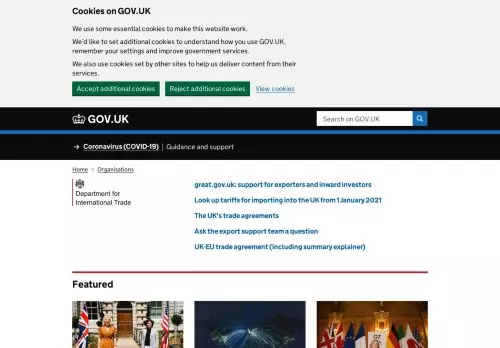 Cookies on GOV.UK
We use some essential cookies to make this website work.
We'd like to set additional cookies to understand how you use GOV.UK,
remember your settings and improve government services.
We also use cookies set by other sites to help us deliver content from their
services.
Accept additional cookies Reject additional cookies View cookies
GOV.UK Search on GOV.UK
→ Coronavirus (COVID-19) | Guidance and support
Home > Organisations
Department for
International Trade
great.gov.uk: support for exporters and inward investors
Look up tariffs for importing into the UK from 1 January 2021
The UK's trade agreements
Ask the export support team a question
UK-EU trade agreement (including summary explainer)
Featured
G7